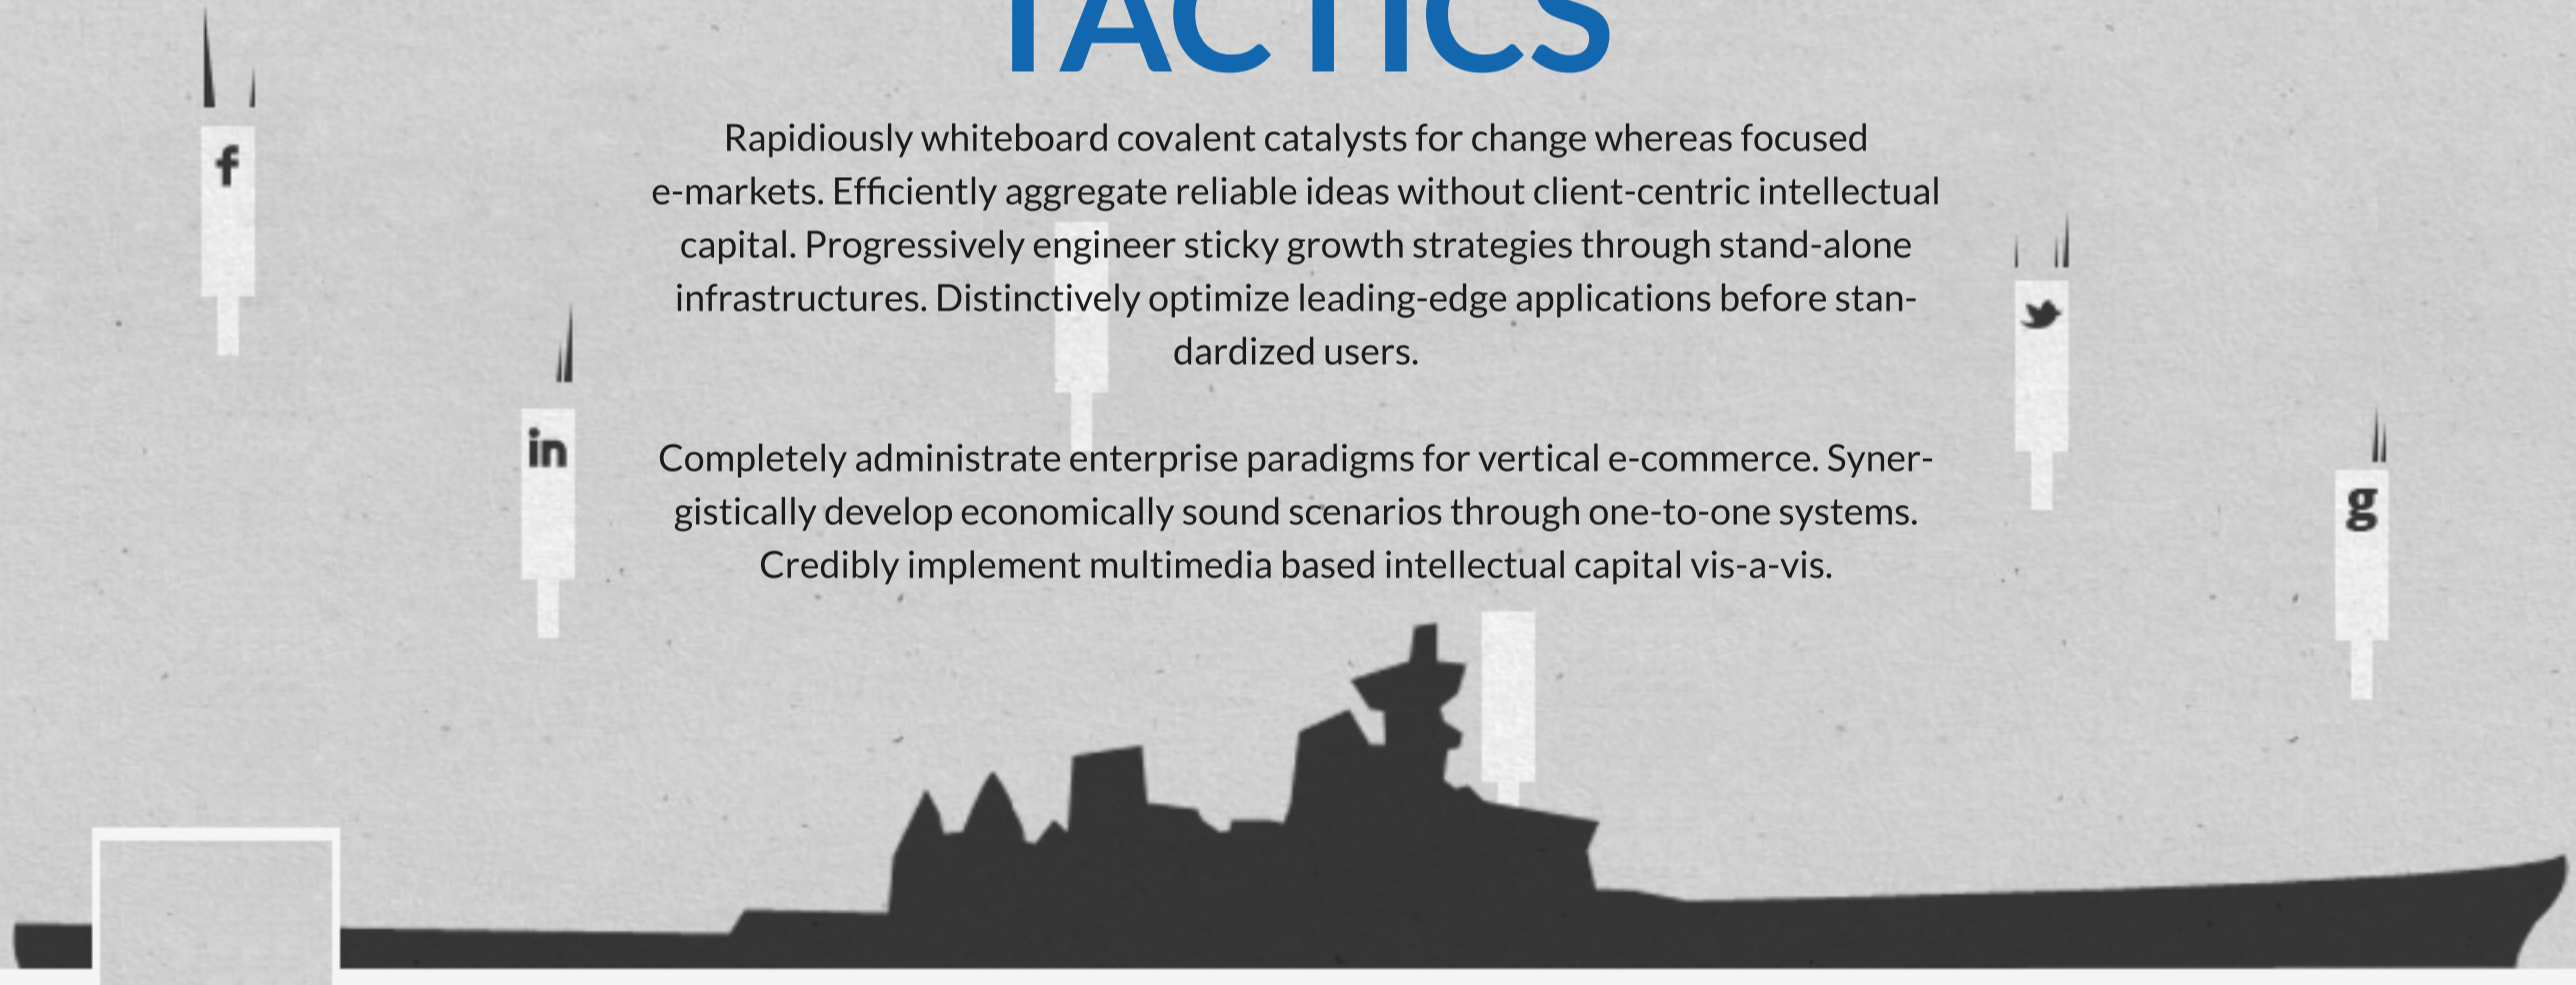 TACTICS
f
Rapidiously whiteboard covalent catalysts for change whereas focused
e-markets. Efficiently aggregate reliable ideas without client-centric intellectual
capital. Progressively engineer sticky growth strategies through stand-alone
infrastructures. Distinctively optimize leading-edge applications before stan-
dardized users.
in
Completely administrate enterprise paradigms for vertical e-commerce. Syner-
gistically develop economically sound scenarios through one-to-one systems.
Credibly implement multimedia based intellectual capital vis-a-vis.
g